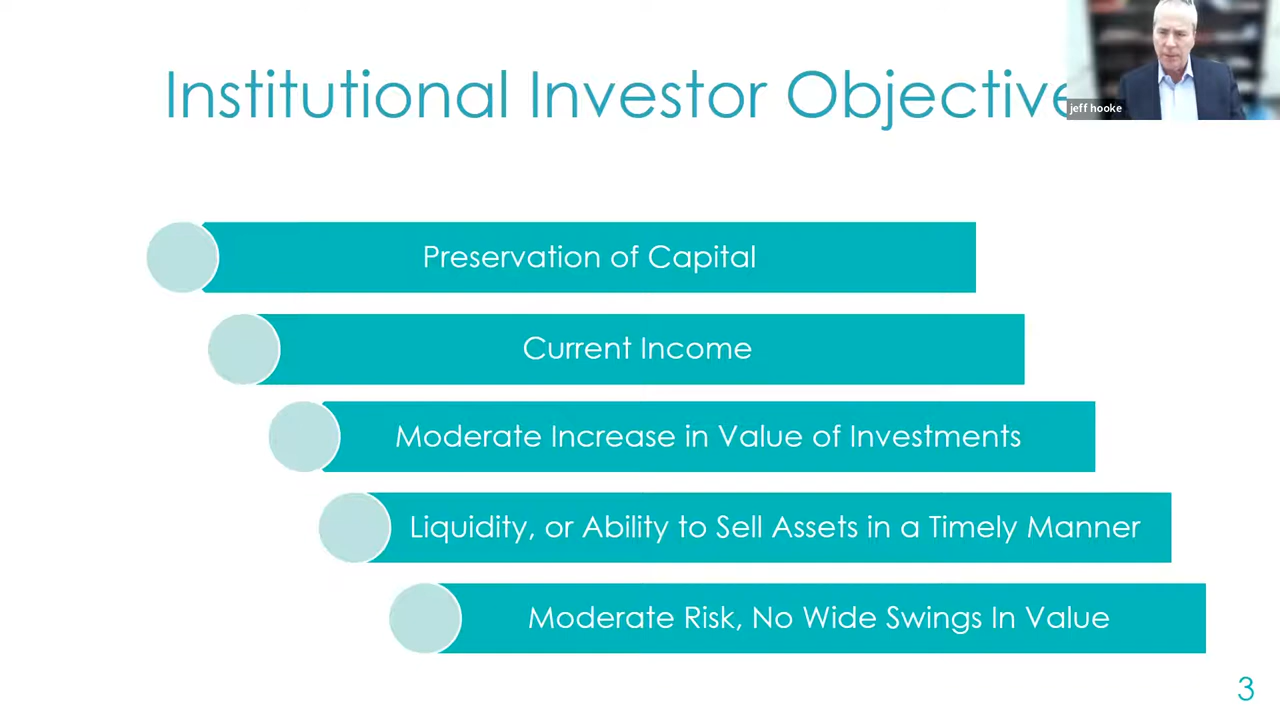 Institutional Investor Objective
jeff hooke
Preservation of Capital
Current Income
Moderate Increase in Value of Investments
Liquidity, or Ability to Sell Assets in a Timely Manner
Moderate Risk, No Wide Swings In Value
3